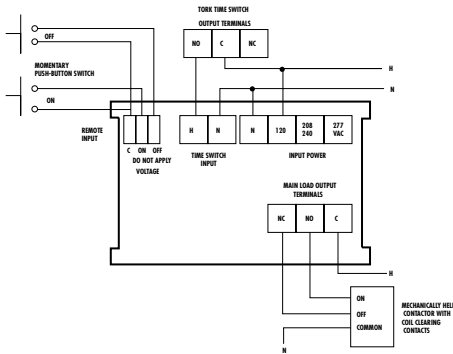 TORK TIME SWITCH
OUTPUT TERMINALS
NO C NC
OFF
H
MOMENTARY
PUSH-BUTTON SWITCH
N
ON
REMOTE
INPUT
C ON OFF
DO NOT APPLY
VOLTAGE
H N
TIME SWITCH
INPUT
N 120 208 240 277 VAC
INPUT POWER
MAIN LOAD OUTPUT
TERMINALS
NC NO C
H
ON
OFF
COMMON
MECHANICALLY HEL
CONTACTOR WITH
COIL CLEARING
CONTACTS
N